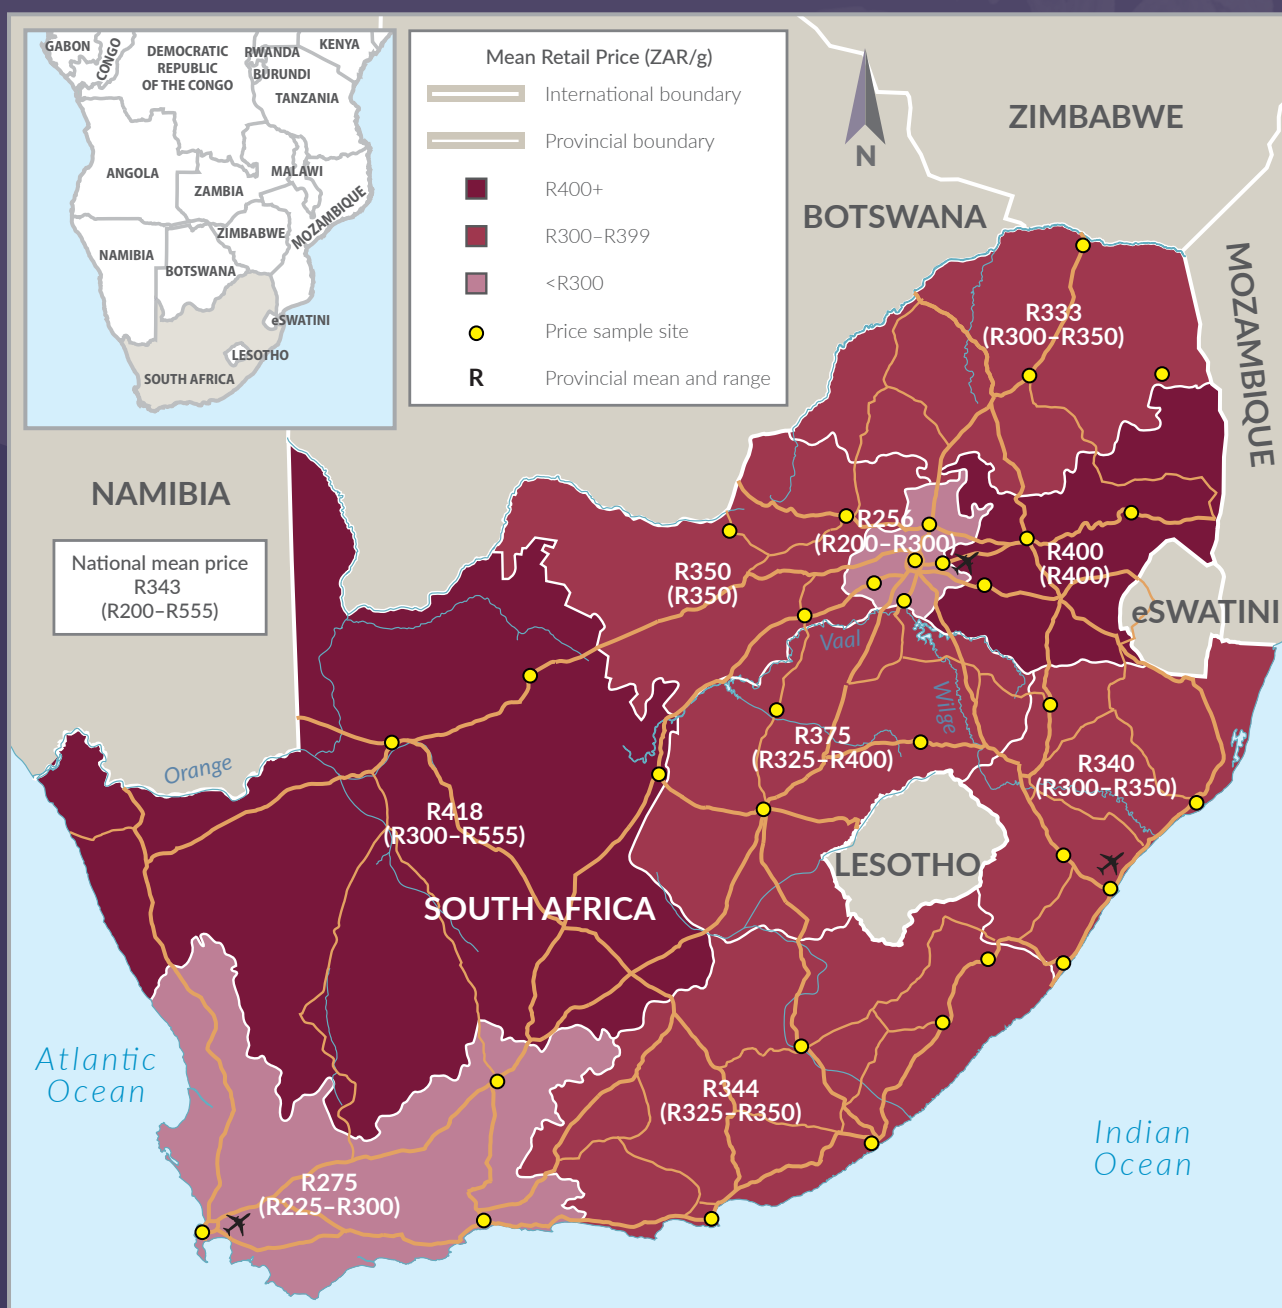 GABON
CONGO
DEMOCRATIC
REPUBLIC
OF THE CONGO
RWANDA
BURUNDI
KENYA
TANZANIA
ANGOLA
ZAMBIA
MALAWI
MOZAMBIQUE
ZIMBABWE
NAMIBIA
BOTSWANA
eSWATINI
LESOTHO
SOUTH AFRICA
Mean Retail Price (ZAR/g)
International boundary
Provincial boundary
R400+
R300–R399
<R300
Price sample site
R Provincial mean and range
N
ZIMBABWE
BOTSWANA
MOZAMBIQUE
NAMIBIA
National mean price
R343
(R200–R555)
R333
(R300–R350)
R256
(R200–R300)
R400
(R400)
R350
(R350)
eSWATINI
Vaal
Wilge
R375
(R325–R400)
R340
(R300–R350)
Orange
R418
(R300–R555)
LESOTHO
SOUTH AFRICA
Atlantic
Ocean
R344
(R325–R350)
Indian
Ocean
R275
(R225–R300)